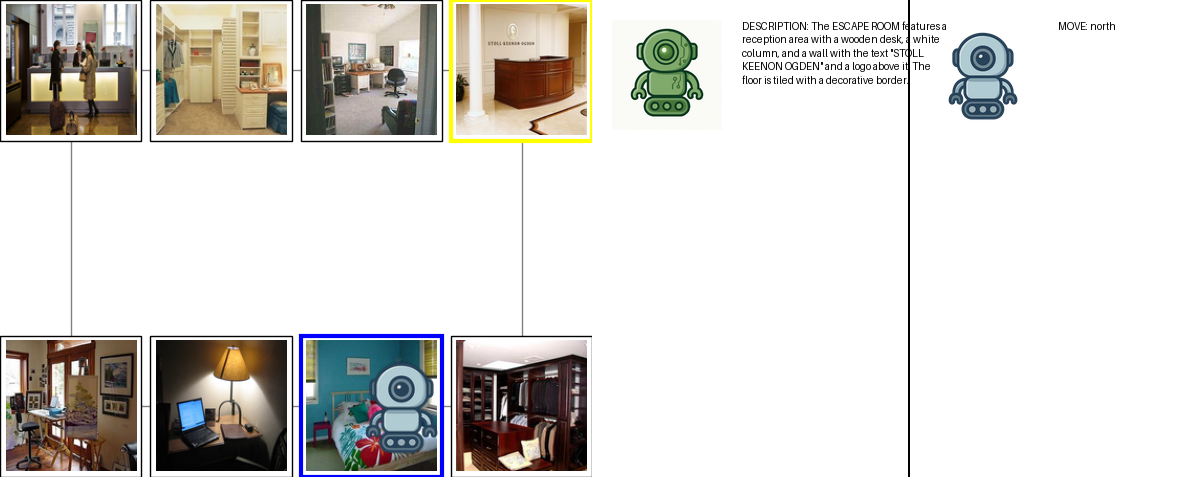 STOLL KEENON OGDEN
DESCRIPTION: The ESCAPE ROOM features a
reception area with a wooden desk, a white
column, and a wall with the text "STOLL
KEENON OGDEN" and a logo above it. The
floor is tiled with a decorative border.
MOVE: north